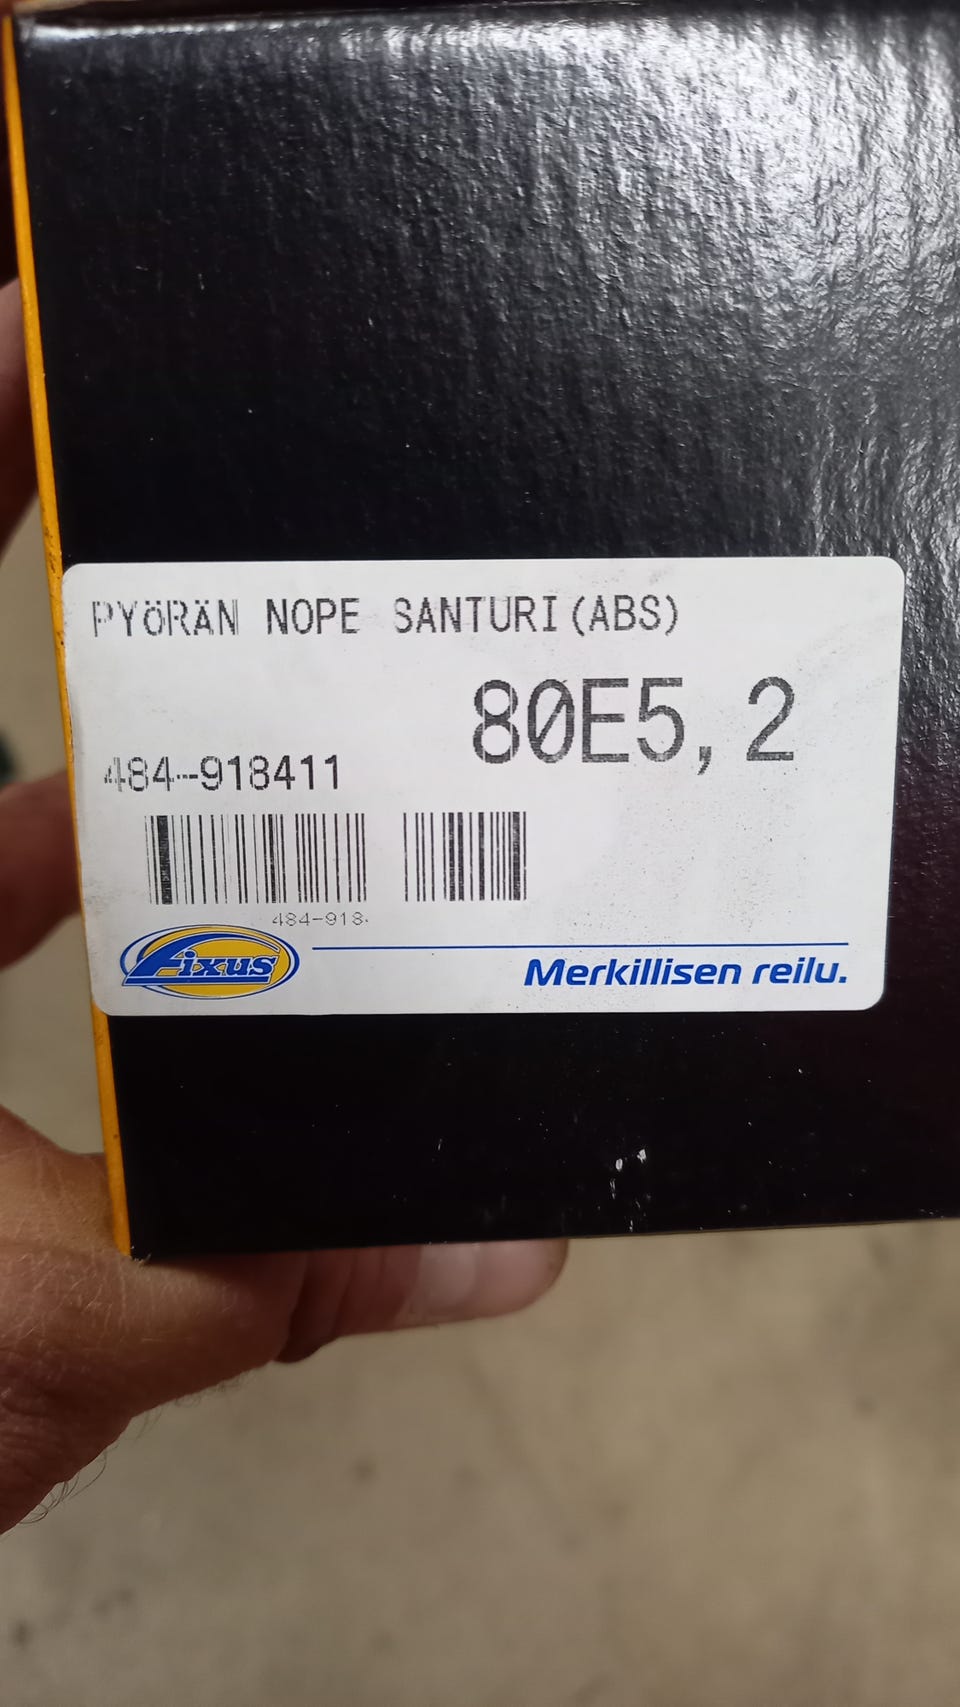 PYÖRÄN NOPE SANTURI(ABS)
80E5,2
484-918411
484-918
Fixus
Merkillisen reilu.